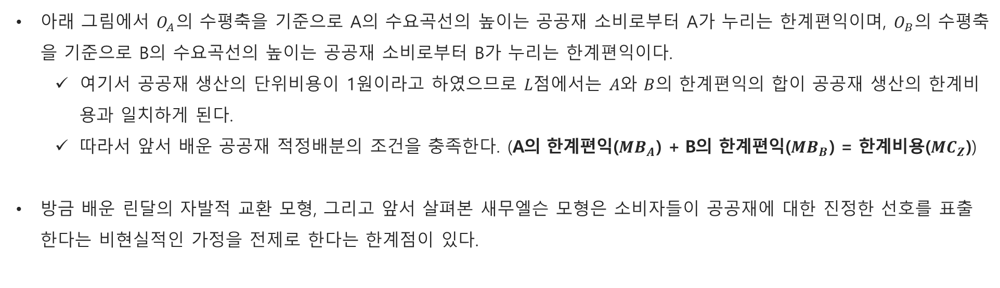 • 아래 그림에서 O_A의 수평축을 기준으로 A의 수요곡선의 높이는 공공재 소비로부터 A가 누리는 한계편익이며, O_B의 수평축
을 기준으로 B의 수요곡선의 높이는 공공재 소비로부터 B가 누리는 한계편익이다.
✓ 여기서 공공재 생산의 단위비용이 1원이라고 하였으므로 L점에서는 A와 B의 한계편익의 합이 공공재 생산의 한계비
용과 일치하게 된다.
✓ 따라서 앞서 배운 공공재 적정배분의 조건을 충족한다. (A의 한계편익(MB_A) + B의 한계편익(MB_B) = 한계비용(MC_Z))
• 방금 배운 린달의 자발적 교환 모형, 그리고 앞서 살펴본 새무엘슨 모형은 소비자들이 공공재에 대한 진정한 선호를 표출
한다는 비현실적인 가정을 전제로 한다는 한계점이 있다.